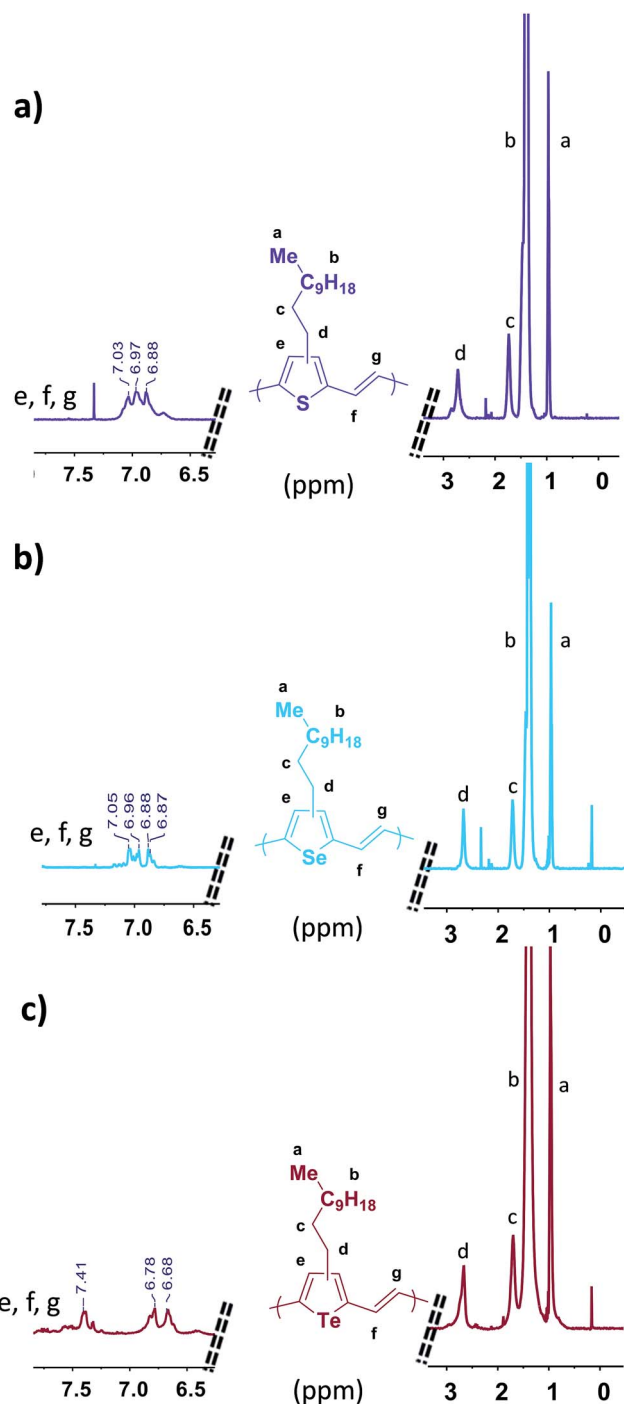 a)
b
a
a
b
Me
C9H18
c
d
e
g
c
d
7.03
6.97
6.88
e, f, g
S
f
7.5 7.0 6.5
(ppm)
3 2 1 0
b)
b
a
a
b
Me
C9H18
c
d
e
g
d
c
7.05
6.96
6.88
6.87
e, f, g
Se
f
7.5 7.0 6.5
(ppm)
3 2 1 0
c)
b
a
a
b
Me
C9H18
c
d
e
g
c
d
7.41
6.78
6.68
e, f, g
Te
f
7.5 7.0 6.5
(ppm)
3 2 1 0